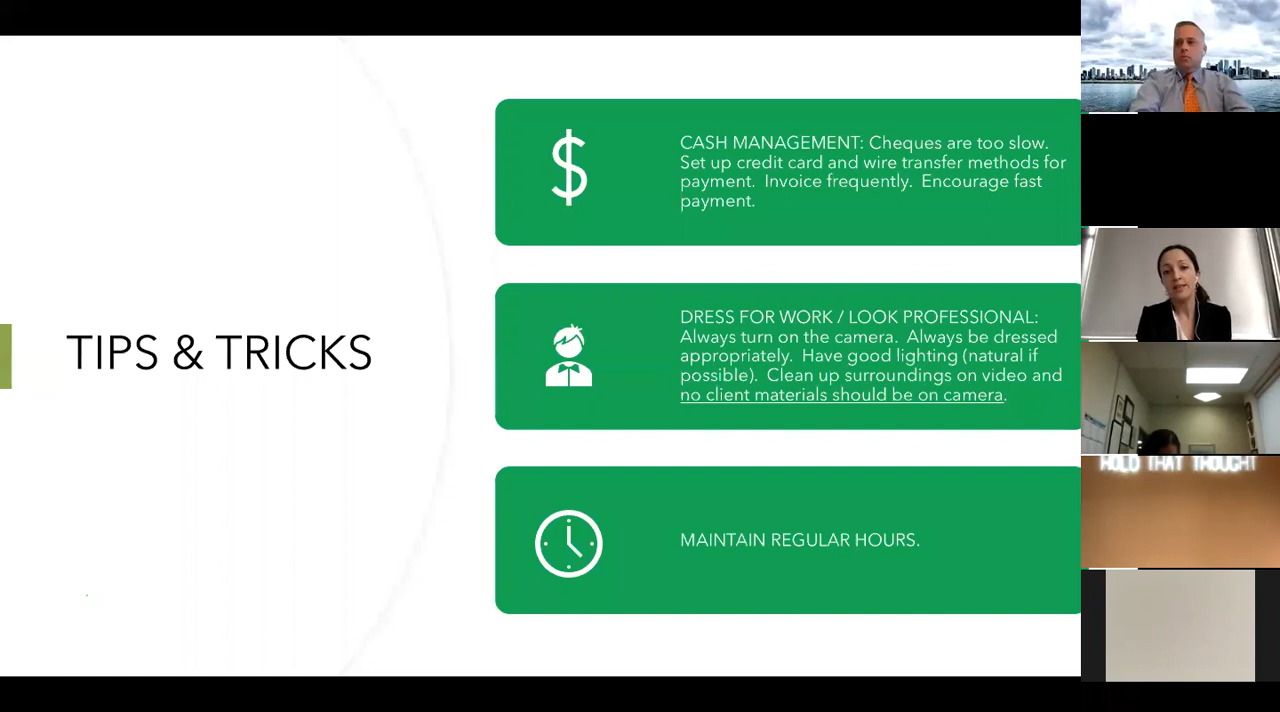 TIPS & TRICKS
CASH MANAGEMENT: Cheques are too slow.
Set up credit card and wire transfer methods for
payment. Invoice frequently. Encourage fast
payment.
DRESS FOR WORK / LOOK PROFESSIONAL:
Always turn on the camera. Always be dressed
appropriately. Have good lighting (natural if
possible). Clean up surroundings on video and
no client materials should be on camera.
MAINTAIN REGULAR HOURS.
HOLD THAT THOUGHT